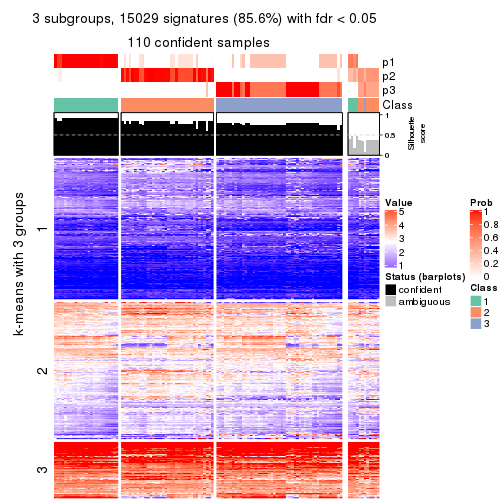 3 subgroups, 15029 signatures (85.6%) with fdr < 0.05
110 confident samples
p1
p2
p3
Class
1
0.5
0
Silhouette
score
k-means with 3 groups
1
2
3
Value
5
4
3
2
1
Status (barplots)
confident
ambiguous
Prob
1
0.8
0.6
0.4
0.2
0
Class
1
2
3